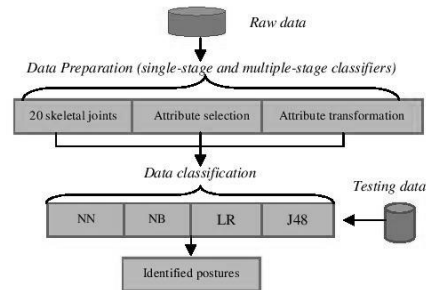 Raw data
Data Preparation (single-stage and multiple-stage classifiers)
20 skeletal joints Attribute selection Attribute transformation
Data classification
Testing data
NN NB LR J48
Identified postures